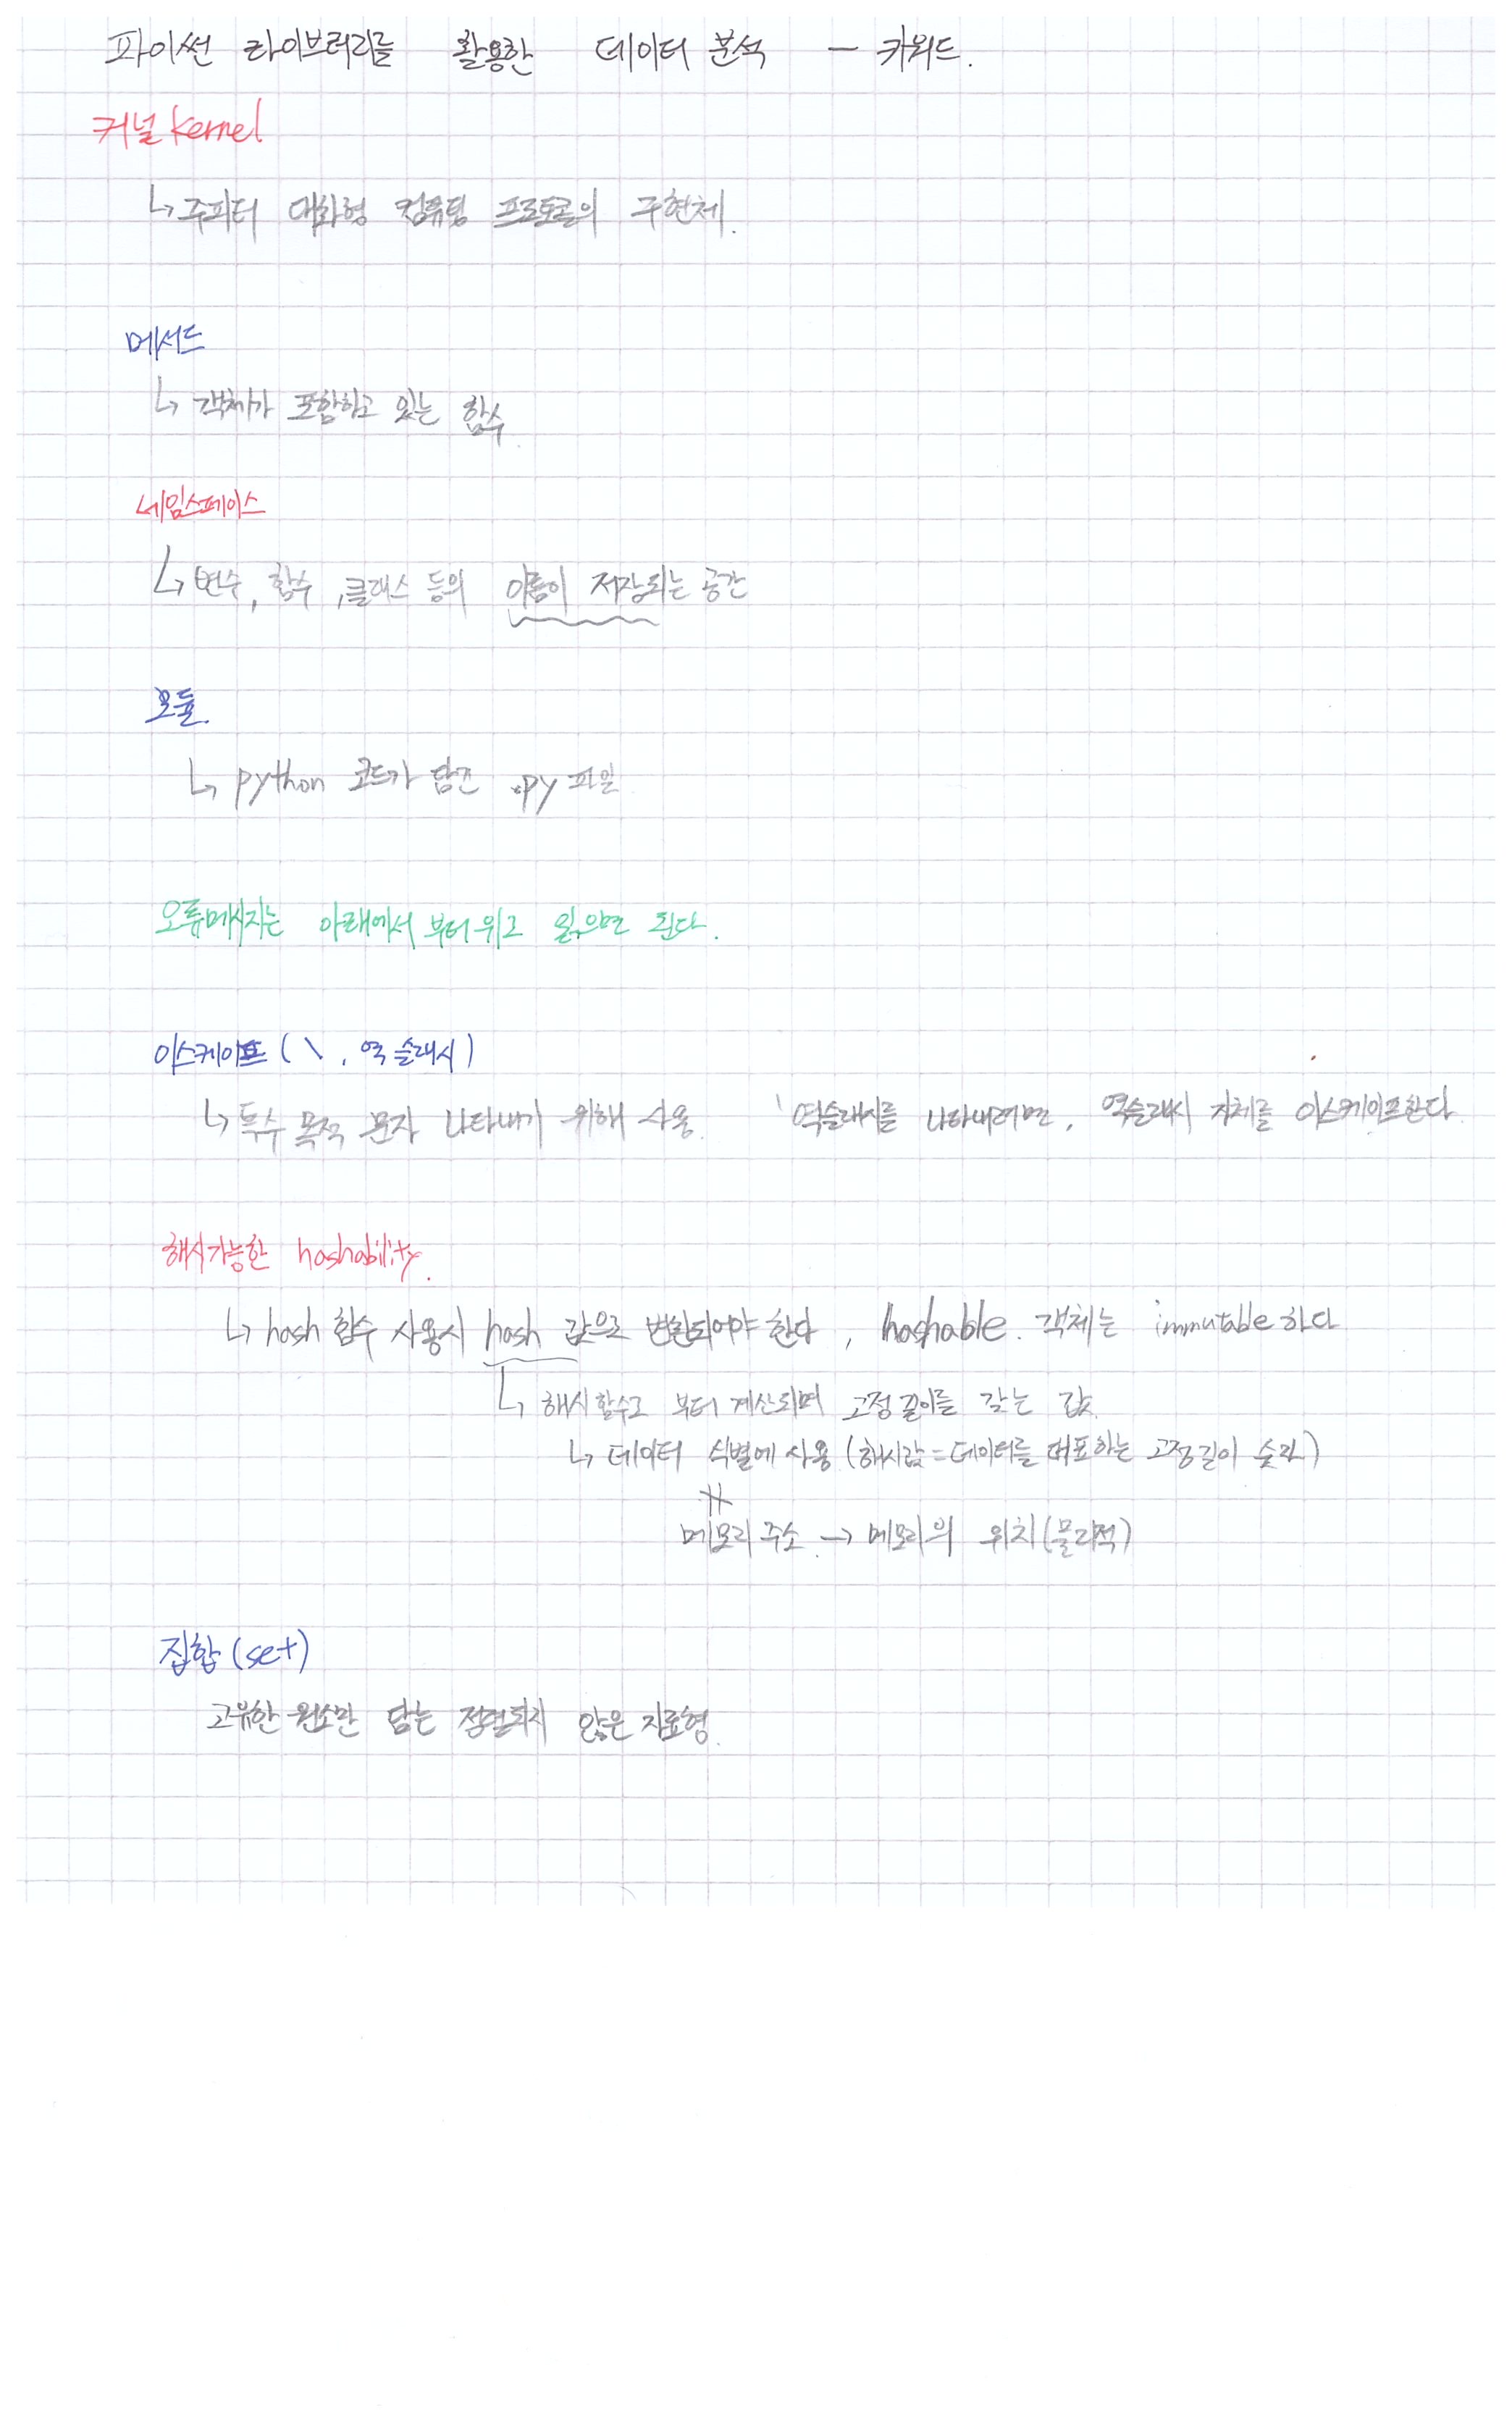 파이썬 라이브러리를 활용한 데이터 분석 - 키워드.
커널 kernel
↳ 주피터 대화형 컴퓨팅 프로토콜의 구현체.
메서드
↳ 객체가 포함하고 있는 함수.
네임스페이스
↳ 변수, 함수, 클래스 등의 이름이 저장되는 공간
모듈.
↳ python 코드가 담긴 .py 파일
오류메시지는 아래에서 부터 위로 읽으면 된다.
이스케이프 ( \ , 역 슬래시 )
↳ 특수 목적 문자 나타내기 위해 사용. 역슬래시를 나타내려면, 역슬래시 자체를 이스케이프한다.
해시가능한 hashability.
↳ hash 함수 사용시 hash 값으로 변환되어야 한다, hashable. 객체는 immutable 하다
↳ 해시 함수로 부터 계산되며 고정 길이를 갖는 값.
↳ 데이터 식별에 사용 (해시값 = 데이터를 대표하는 고정길이 숫자)
≠
메모리 주소. → 메모리의 위치 (물리적)
집합 (set)
고유한 원소만 담는 정렬되지 않은 자료형.